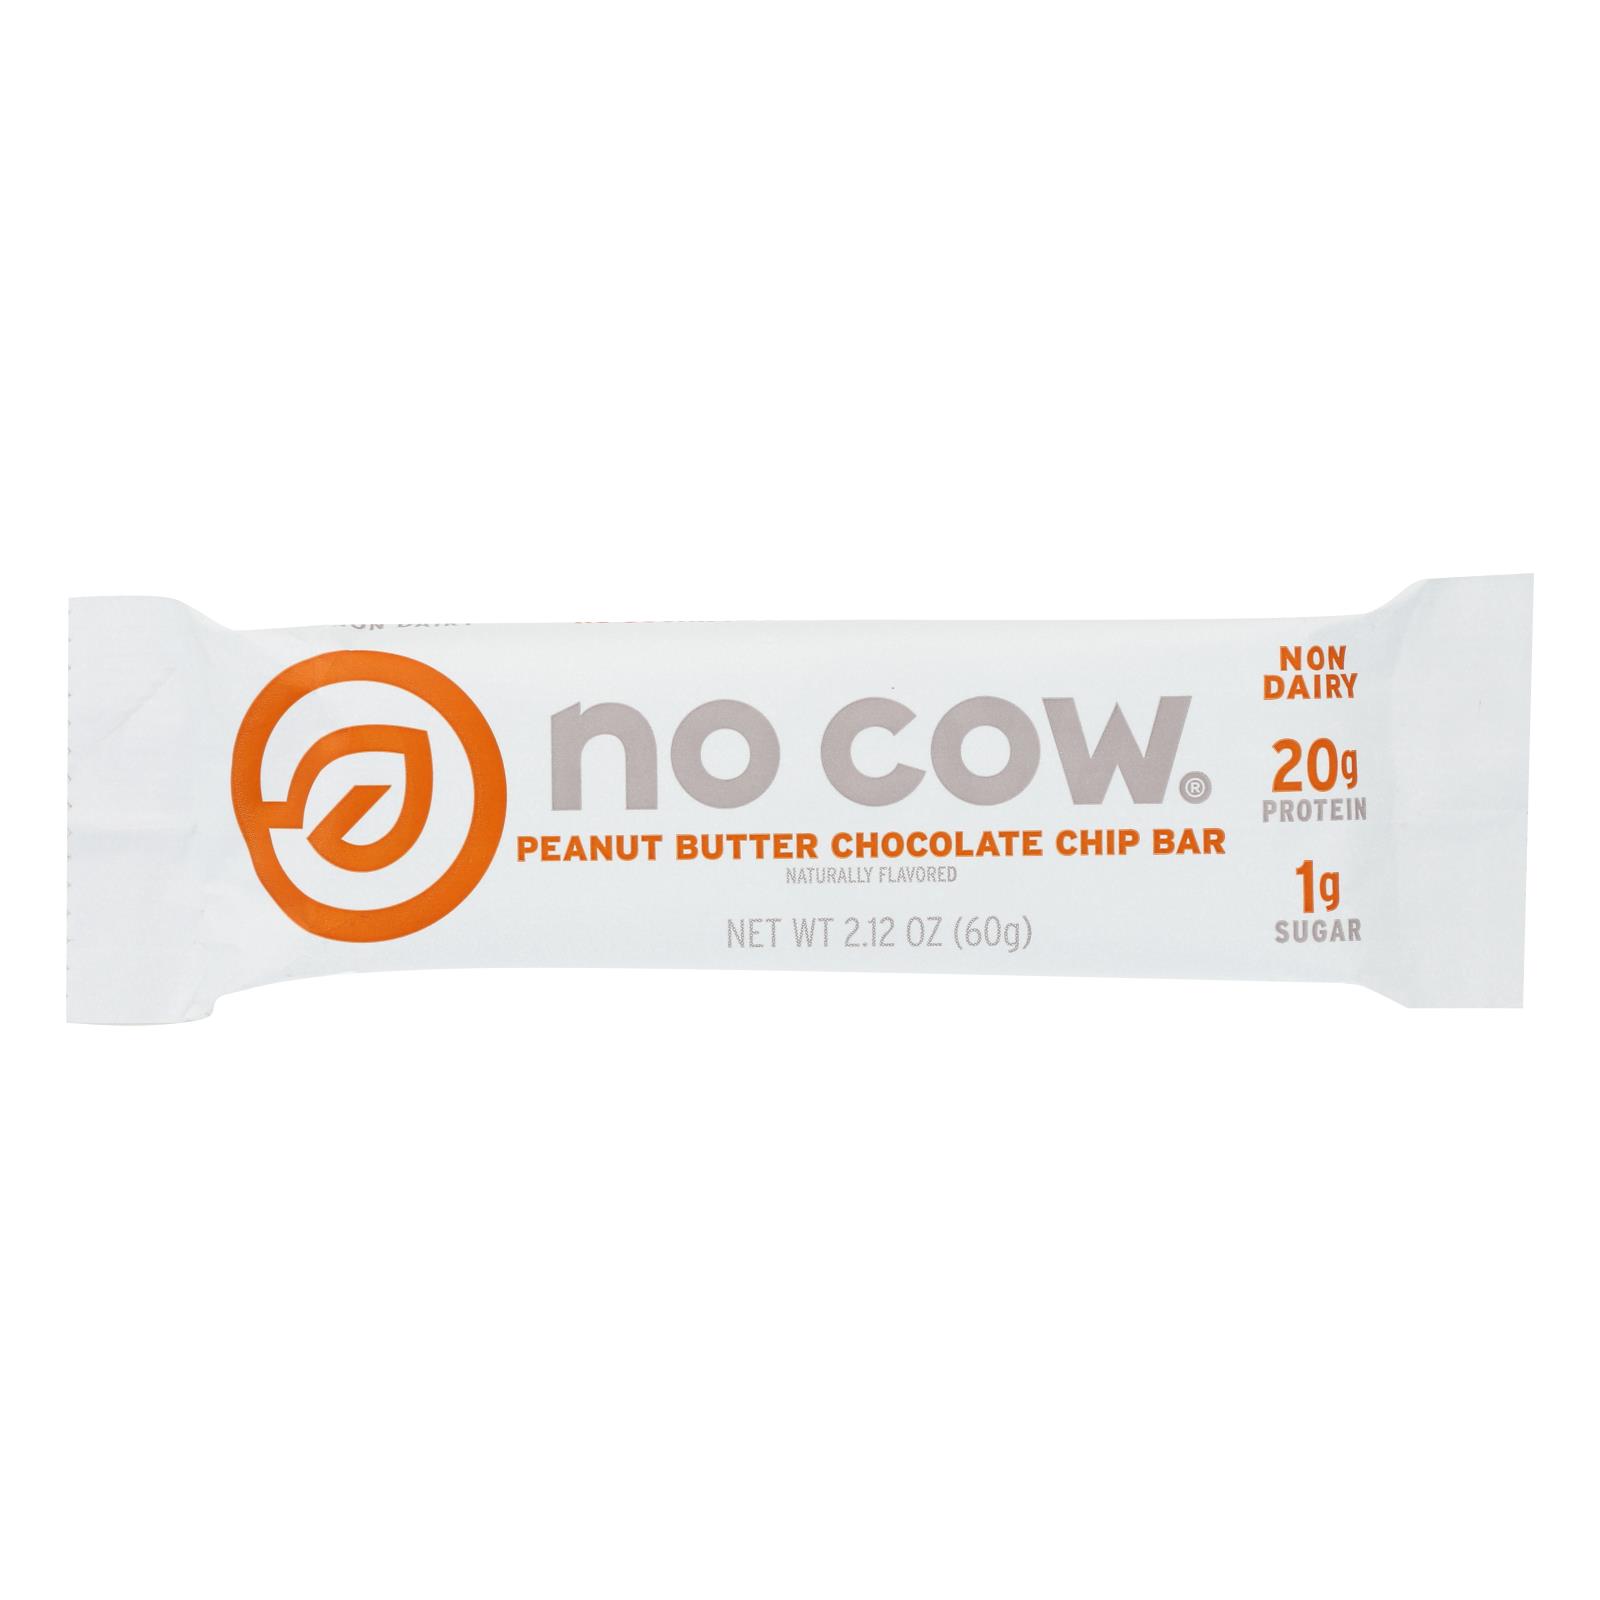 no cow.®
PEANUT BUTTER CHOCOLATE CHIP BAR
NATURALLY FLAVORED
NET WT 2.12 OZ (60g)
NON
DAIRY
20g
PROTEIN
1g
SUGAR